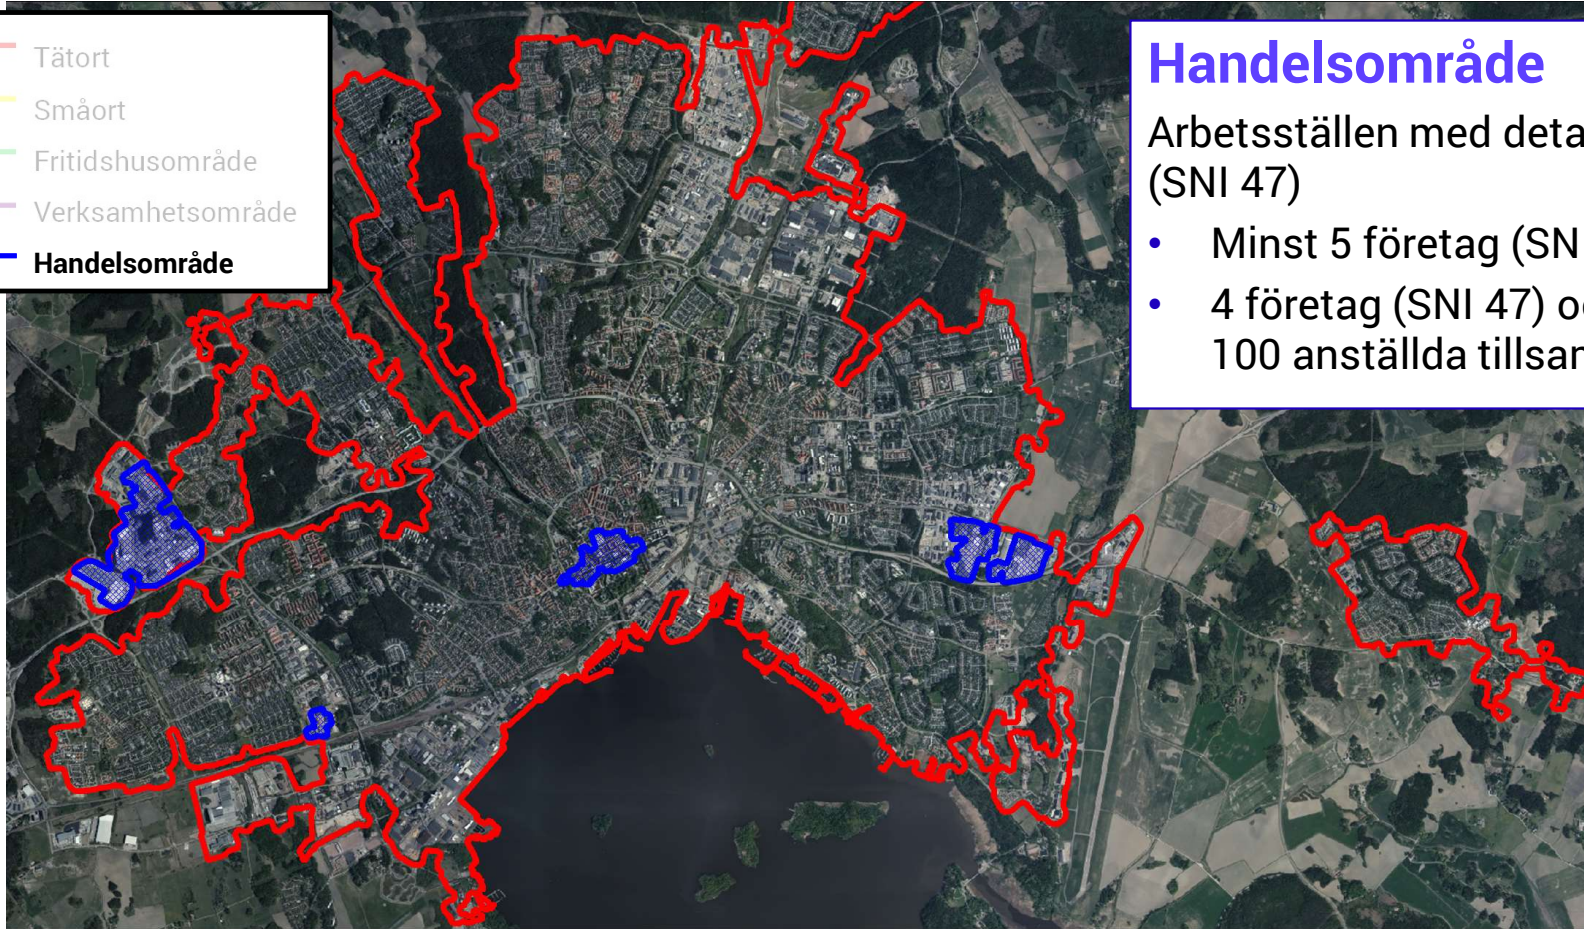 Tätort
Småort
Fritidshusområde
Verksamhetsområde
Handelsområde
Handelsområde
Arbetsställen med deta
(SNI 47)
• Minst 5 företag (SN
• 4 företag (SNI 47) o
100 anställda tillsa